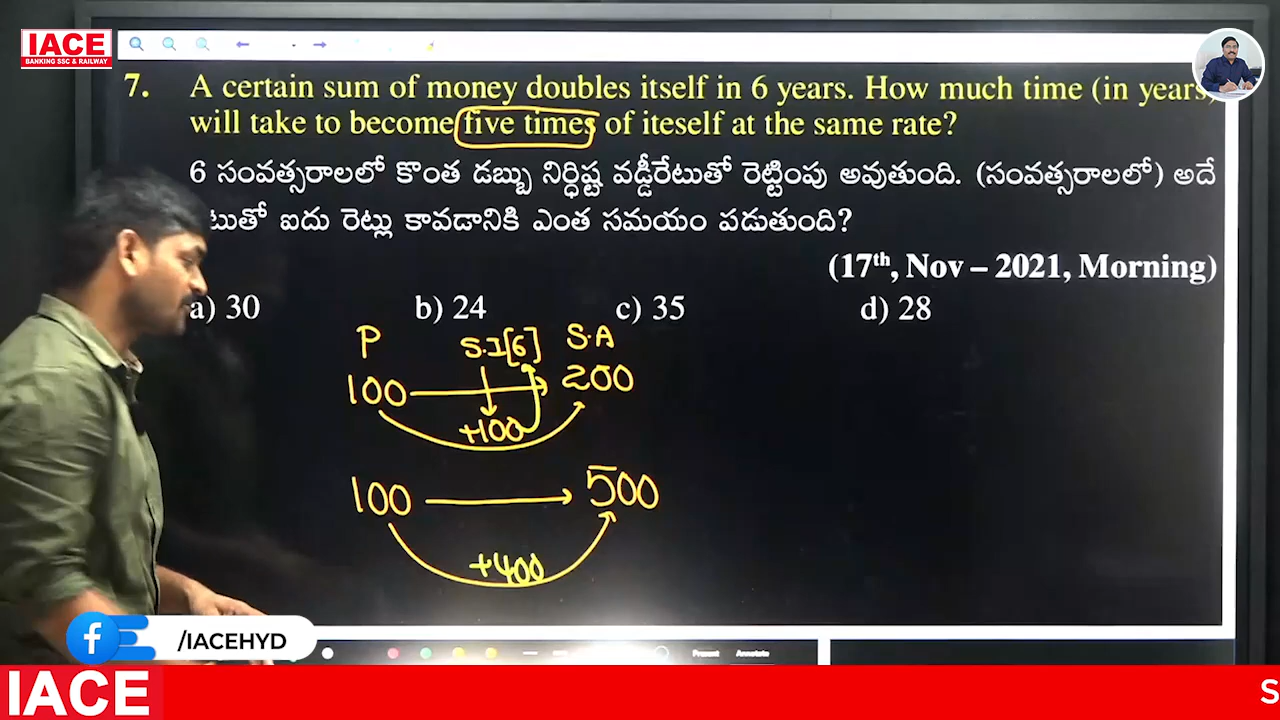 IACE
BANKING SSC & RAILWAY
7. A certain sum of money doubles itself in 6 years. How much time (in years,
will take to become five times of iteself at the same rate?
6 సంవత్సరాలలో కొంత డబ్బు నిర్ధిష్ట వడ్డీరేటుతో రెట్టింపు అవుతుంది. (సంవత్సరాలలో) అదే
టుతో ఐదు రెట్లు కావడానికి ఎంత సమయం పడుతుంది?
(17th, Nov – 2021, Morning)
a) 30 b) 24 c) 35 d) 28
P S.I[6] S.A
100 200
+100
100 500
+400
/IACEHYD
Present Annotate
IACE S